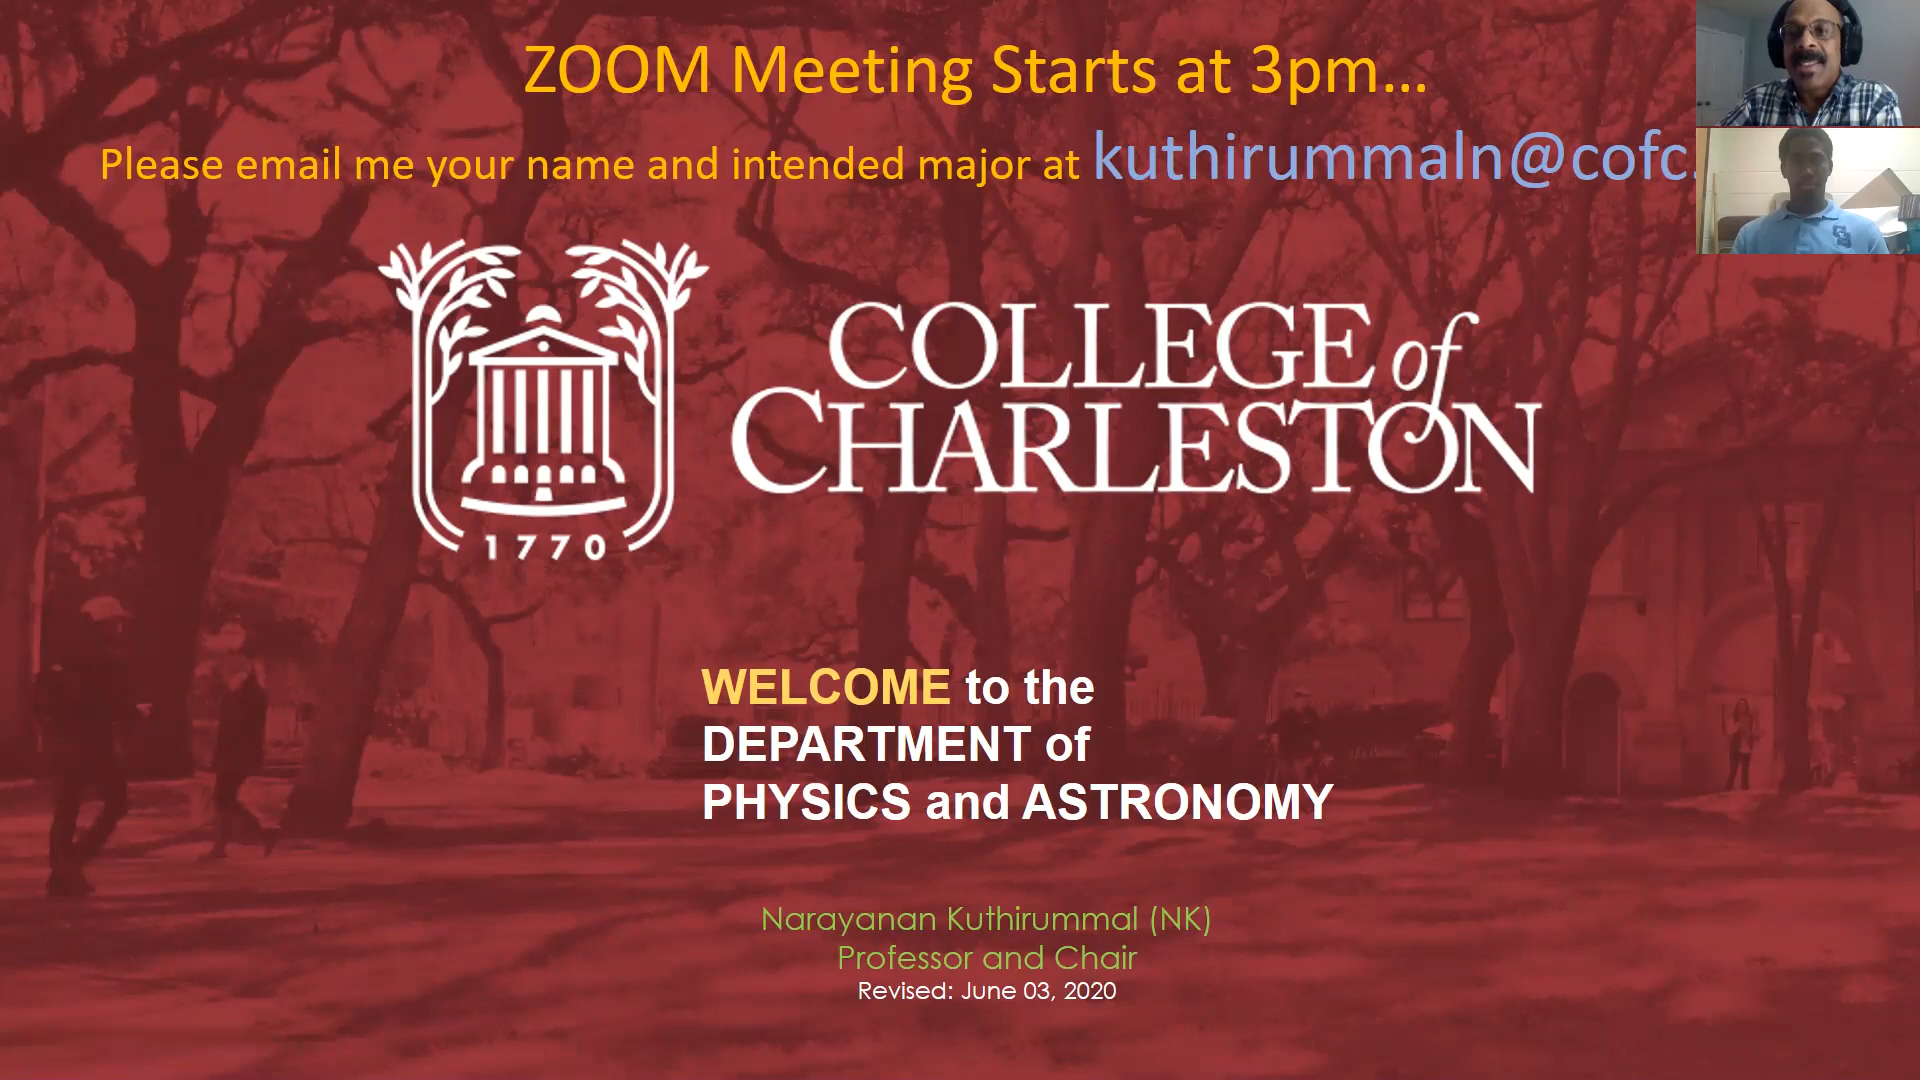 ZOOM Meeting Starts at 3pm…
Please email me your name and intended major at kuthirummaln@cofc.
COLLEGE of
CHARLESTON
1770
WELCOME to the
DEPARTMENT of
PHYSICS and ASTRONOMY
Narayanan Kuthirummal (NK)
Professor and Chair
Revised: June 03, 2020